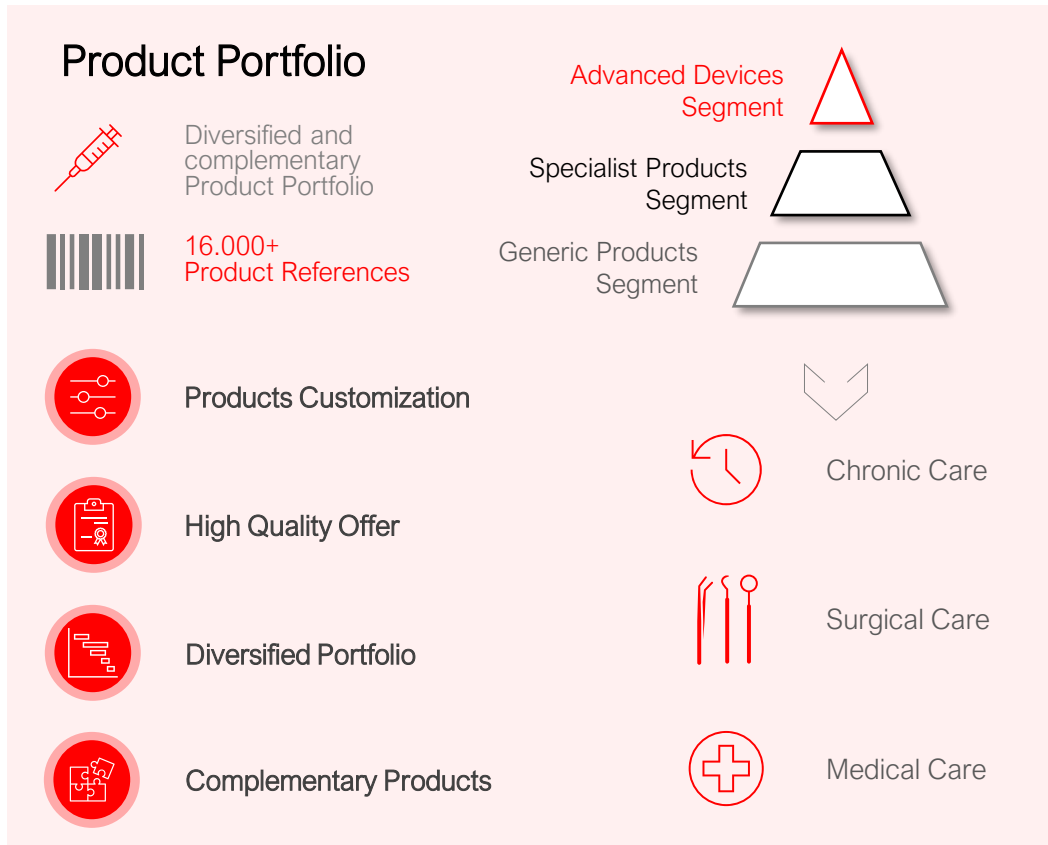 Product Portfolio
Diversified and
complementary
Product Portfolio
16.000+
Product References
Products Customization
High Quality Offer
Diversified Portfolio
Complementary Products
Advanced Devices
Segment
Specialist Products
Segment
Generic Products
Segment
Chronic Care
Surgical Care
Medical Care